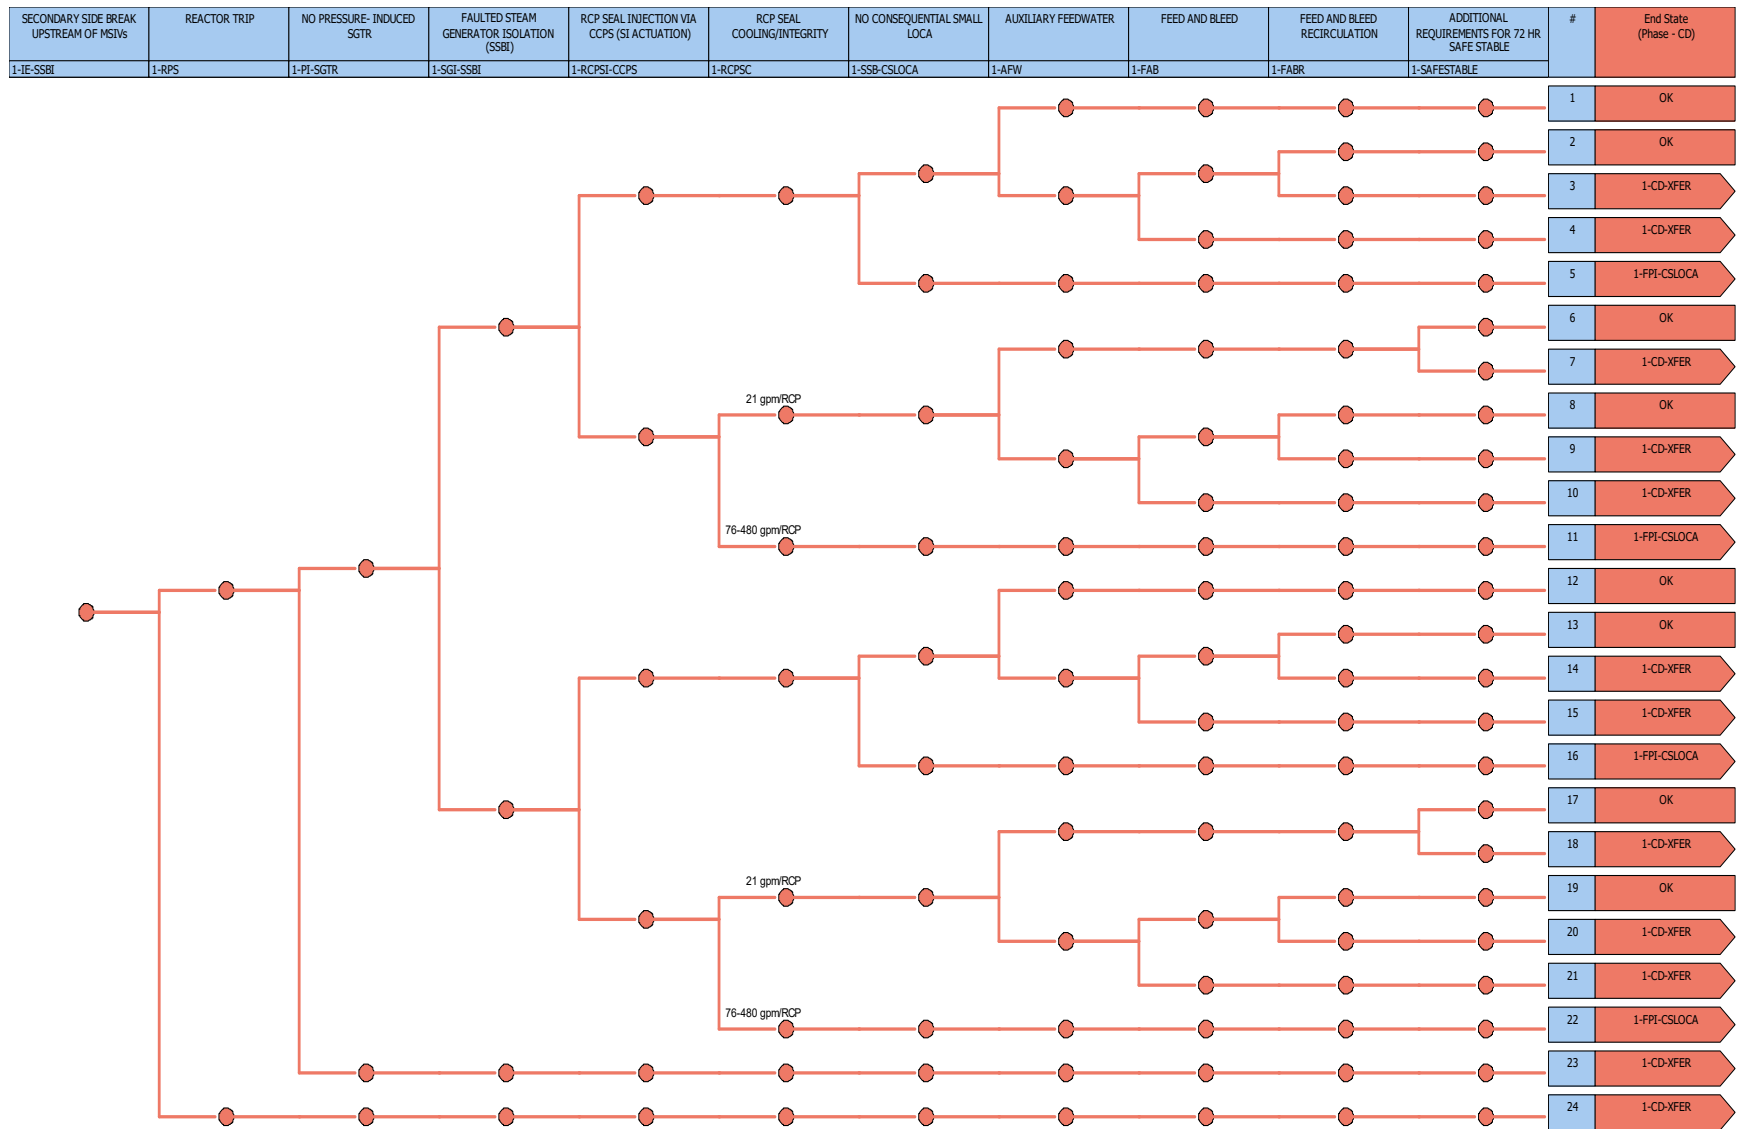 SECONDARY SIDE BREAK
UPSTREAM OF MSIVs
REACTOR TRIP
NO PRESSURE- INDUCED
SGTR
FAULTED STEAM
GENERATOR ISOLATION
(SSBI)
RCP SEAL INJECTION VIA
CCPS (SI ACTUATION)
RCP SEAL
COOLING/INTEGRITY
NO CONSEQUENTIAL SMALL
LOCA
AUXILIARY FEEDWATER
FEED AND BLEED
FEED AND BLEED
RECIRCULATION
ADDITIONAL
REQUIREMENTS FOR 72 HR
SAFE STABLE
#
End State
(Phase - CD)
1-IE-SSBI
1-RPS
1-PI-SGTR
1-SGI-SSBI
1-RCPSI-CCPS
1-RCPSC
1-SSB-CSLOCA
1-AFW
1-FAB
1-FABR
1-SAFESTABLE
1 OK
2 OK
3 1-CD-XFER
4 1-CD-XFER
5 1-FPI-CSLOCA
6 OK
7 1-CD-XFER
21 gpm/RCP
8 OK
9 1-CD-XFER
10 1-CD-XFER
76-480 gpm/RCP
11 1-FPI-CSLOCA
12 OK
13 OK
14 1-CD-XFER
15 1-CD-XFER
16 1-FPI-CSLOCA
17 OK
18 1-CD-XFER
21 gpm/RCP
19 OK
20 1-CD-XFER
21 1-CD-XFER
76-480 gpm/RCP
22 1-FPI-CSLOCA
23 1-CD-XFER
24 1-CD-XFER